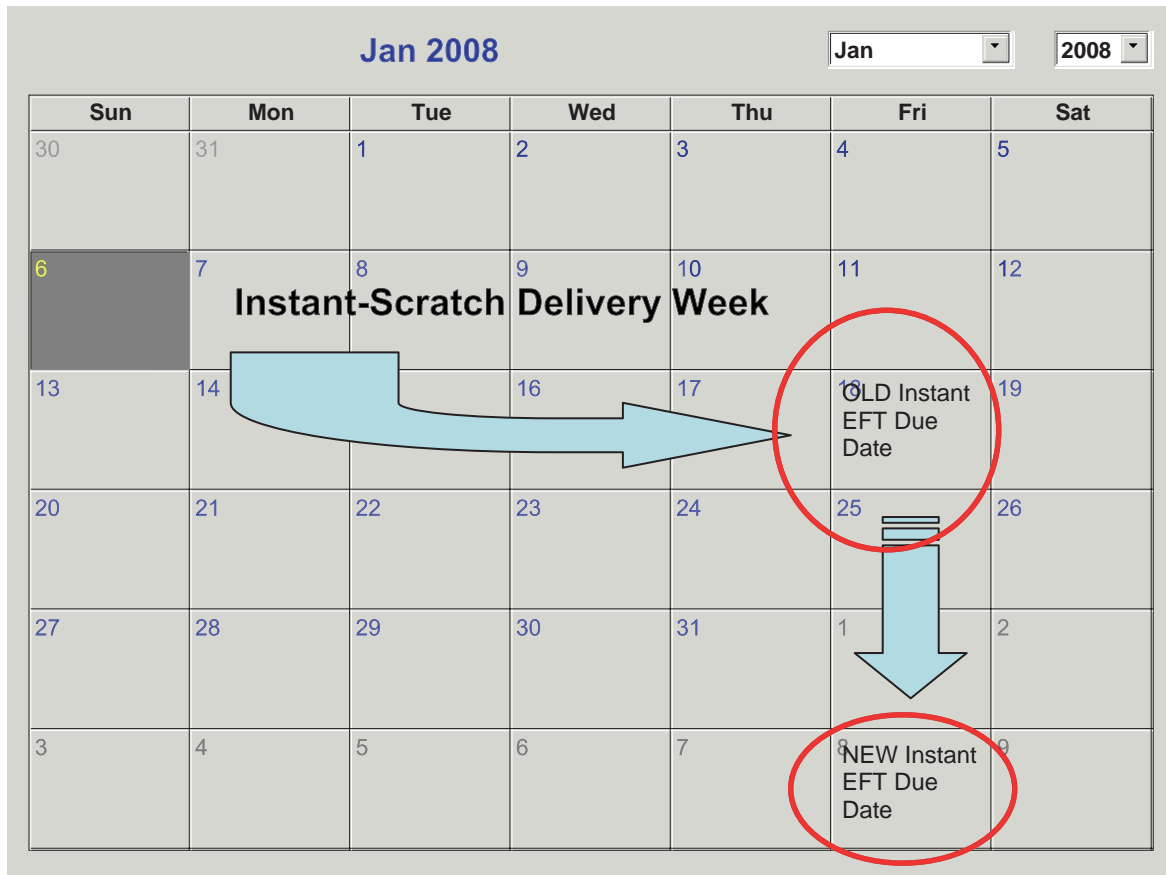 Jan 2008
Jan
2008
Sun Mon Tue Wed Thu Fri Sat
30 31 1 2 3 4 5
6 7 8 9 10 11 12
Instant-Scratch Delivery Week
13 14 16 17 18 19
OLD Instant
EFT Due
Date
20 21 22 23 24 25 26
27 28 29 30 31 1 2
3 4 5 6 7 8 9
NEW Instant
EFT Due
Date